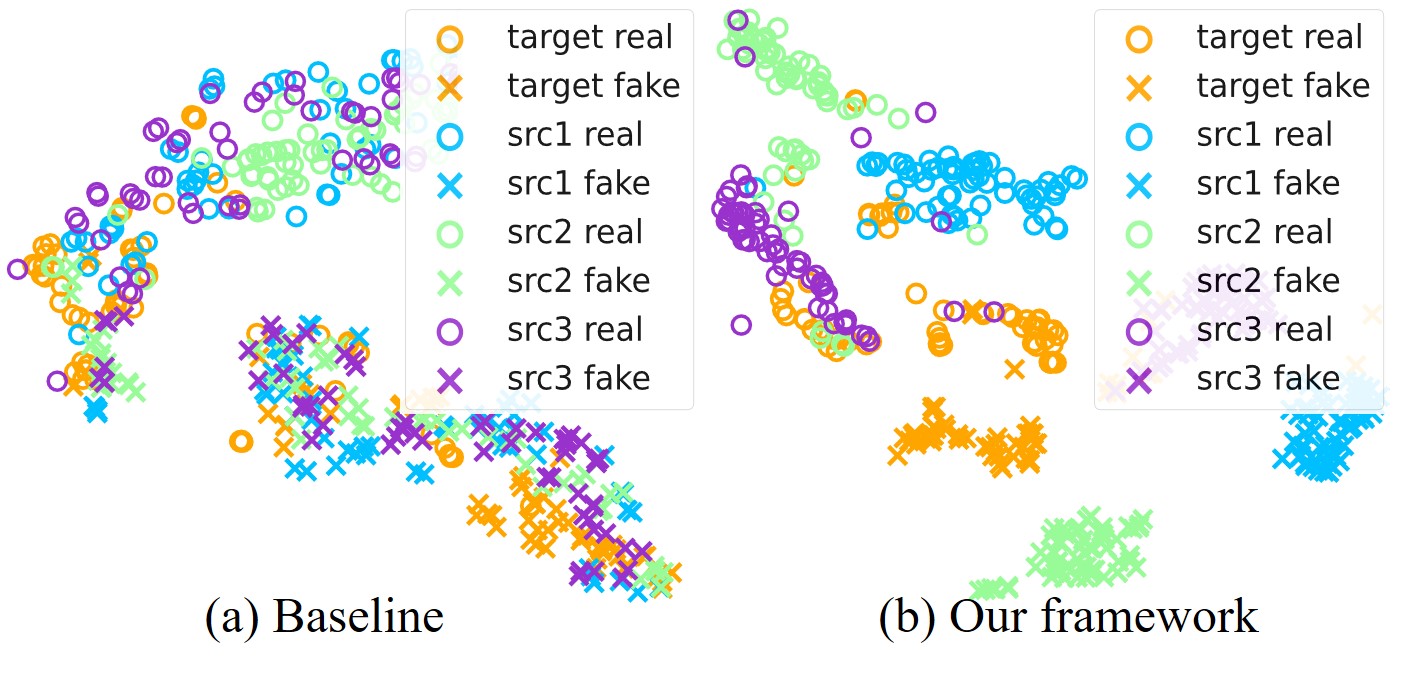 target real
target fake
src1 real
src1 fake
src2 real
src2 fake
src3 real
src3 fake
target real
target fake
src1 real
src1 fake
src2 real
src2 fake
src3 real
src3 fake
(a) Baseline
(b) Our framework